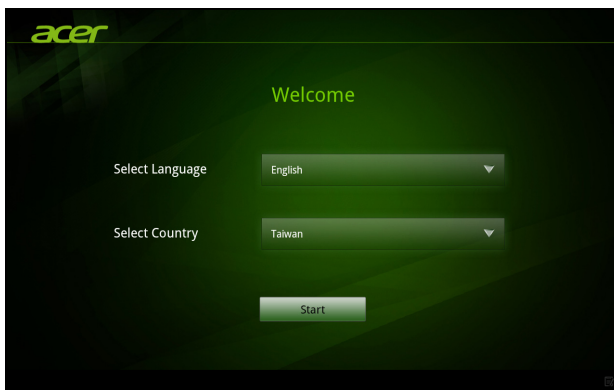 acer
Welcome
Select Language English
Select Country Taiwan
Start